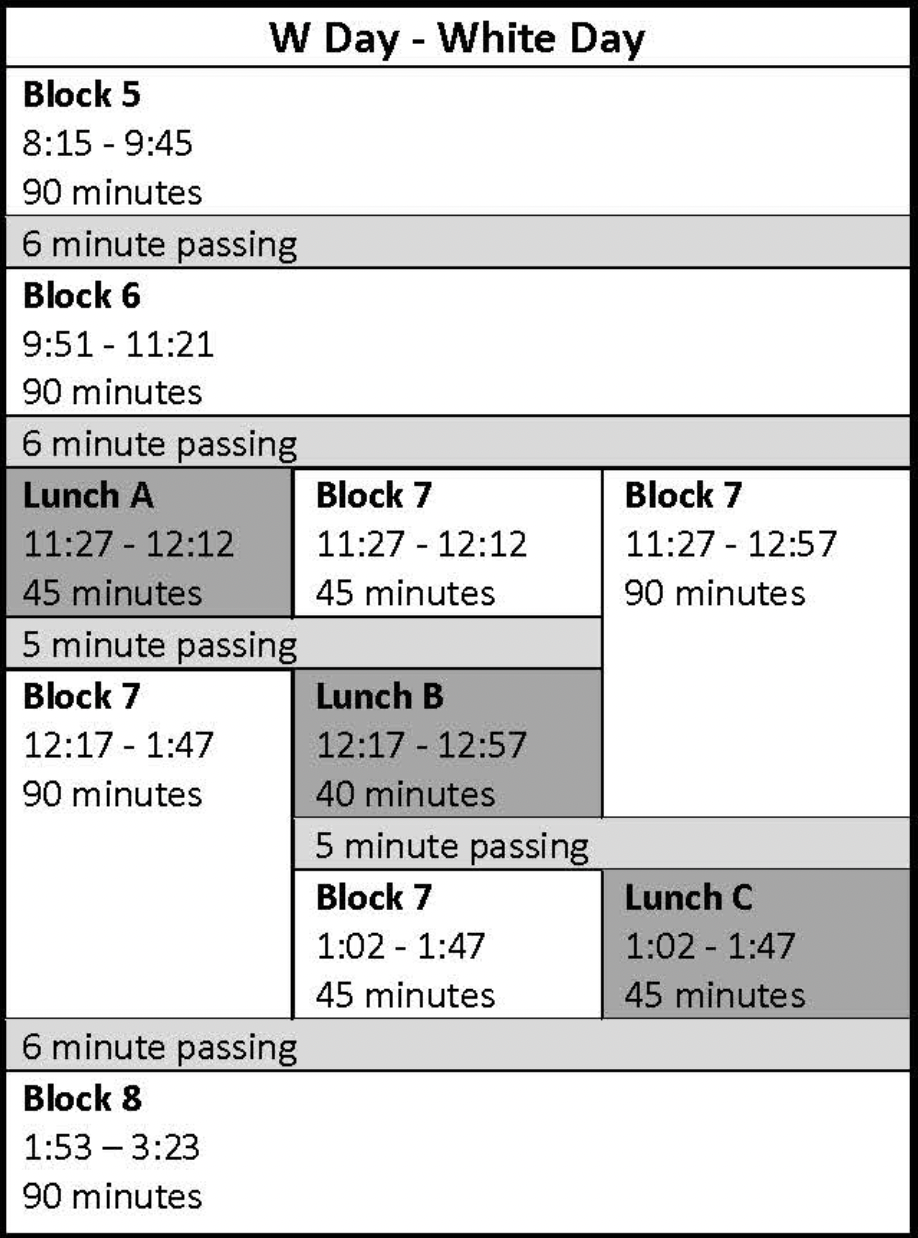 W Day - White Day
Block 5
8:15 - 9:45
90 minutes
6 minute passing
Block 6
9:51 - 11:21
90 minutes
6 minute passing
Lunch A
11:27 - 12:12
45 minutes
Block 7
11:27 - 12:12
45 minutes
Block 7
11:27 - 12:57
90 minutes
5 minute passing
Block 7
12:17 - 1:47
90 minutes
Lunch B
12:17 - 12:57
40 minutes
5 minute passing
Block 7
1:02 - 1:47
45 minutes
Lunch C
1:02 - 1:47
45 minutes
6 minute passing
Block 8
1:53 – 3:23
90 minutes